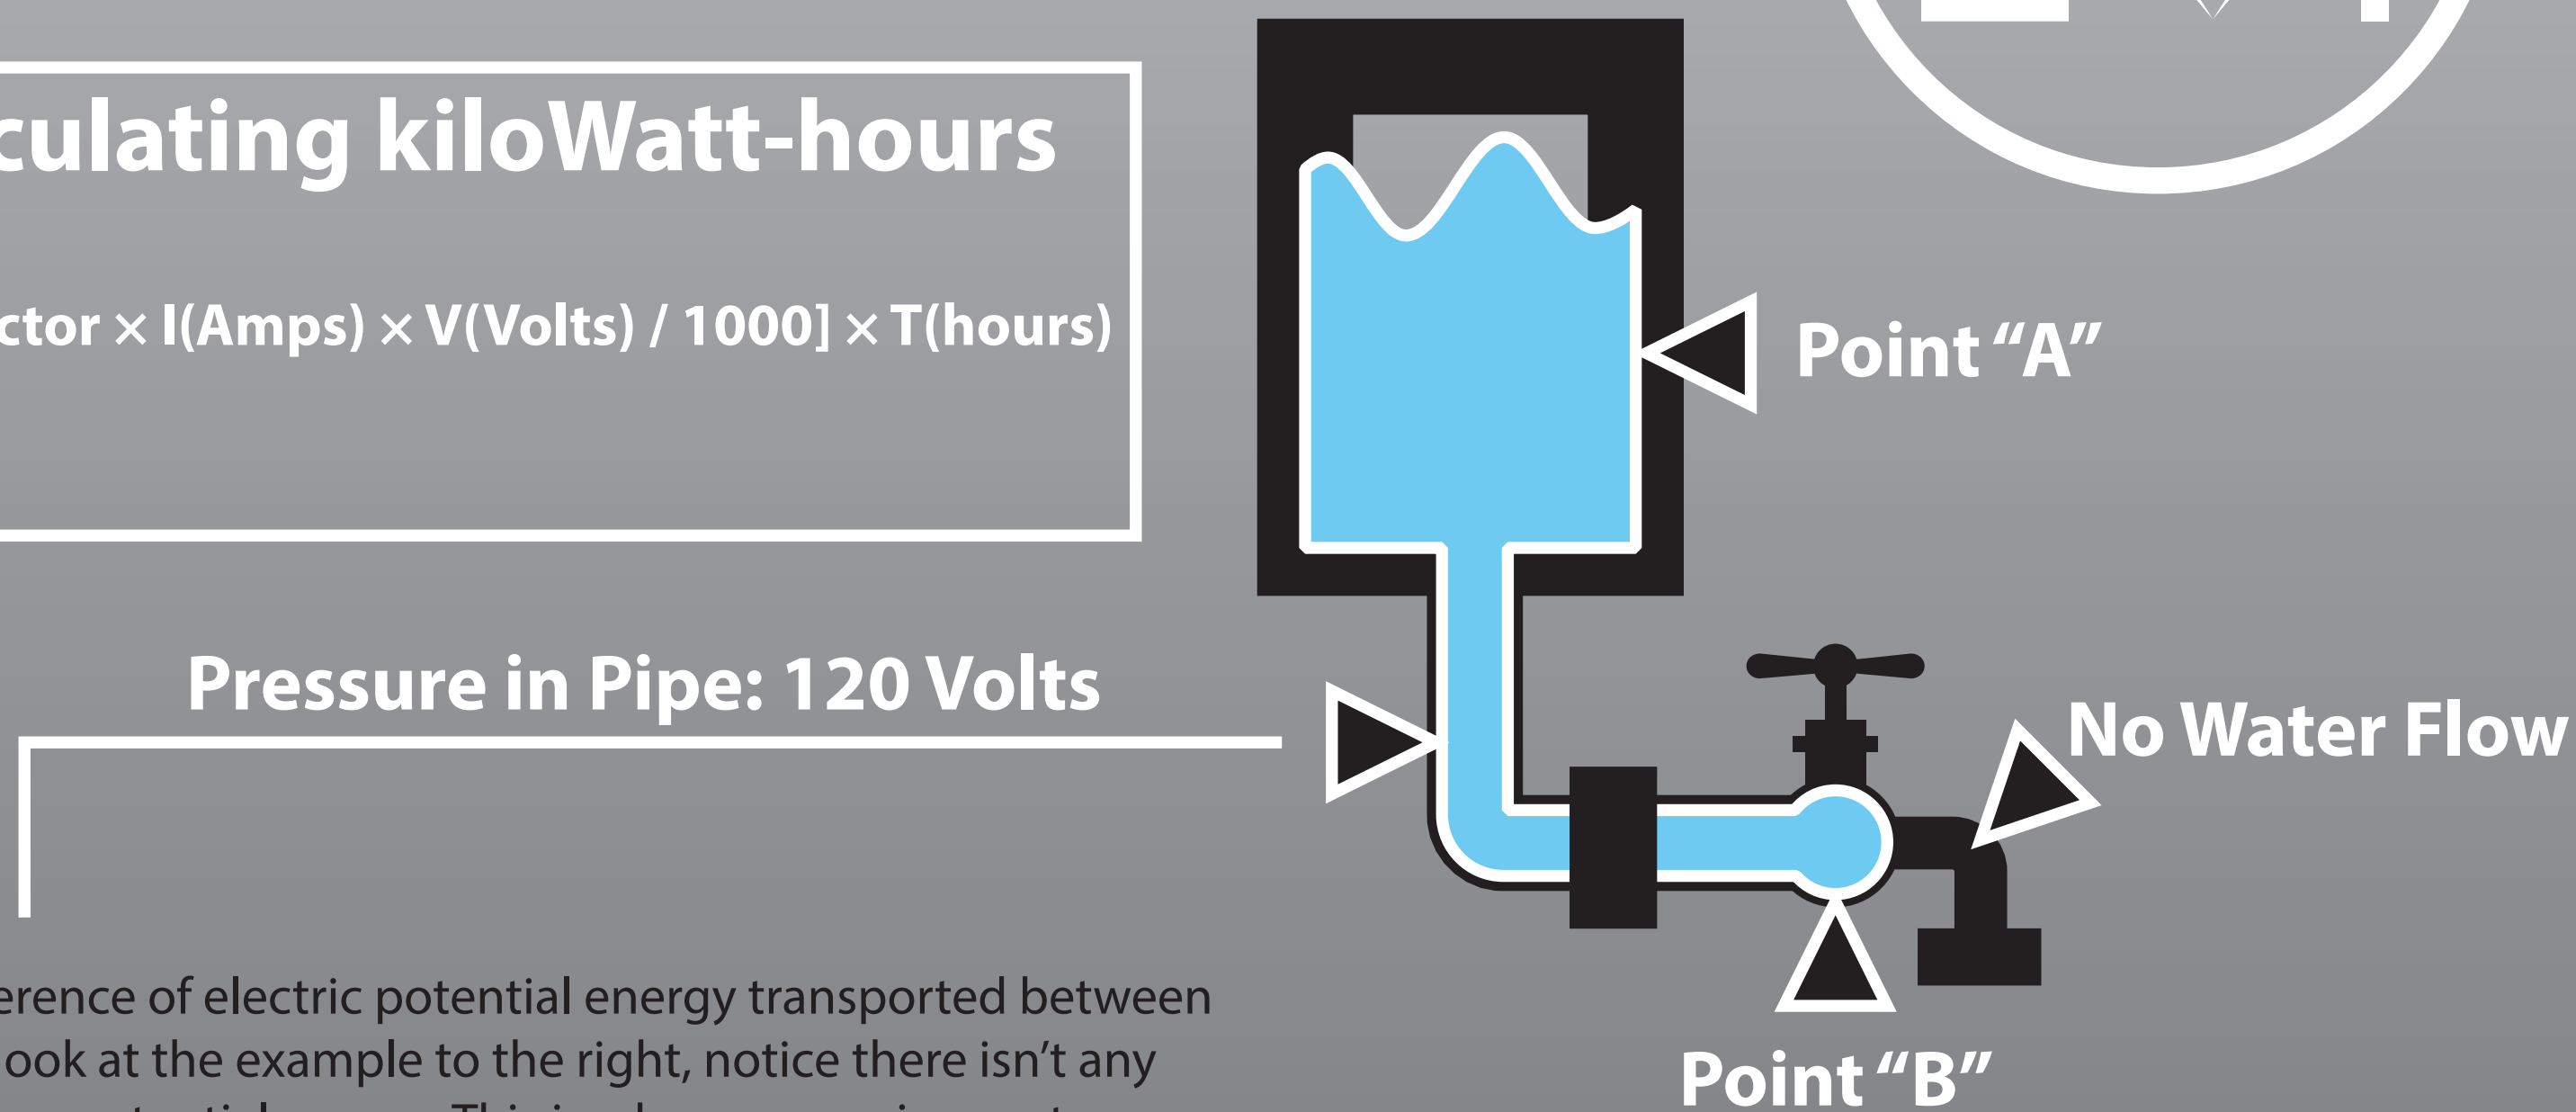 culating kiloWatt-hours
ctor × I(Amps) × V(Volts) / 1000] × T(hours)
Point “A”
Pressure in Pipe: 120 Volts
No Water Flow
erence of electric potential energy transported between
ook at the example to the right, notice there isn’t any
Point “B”